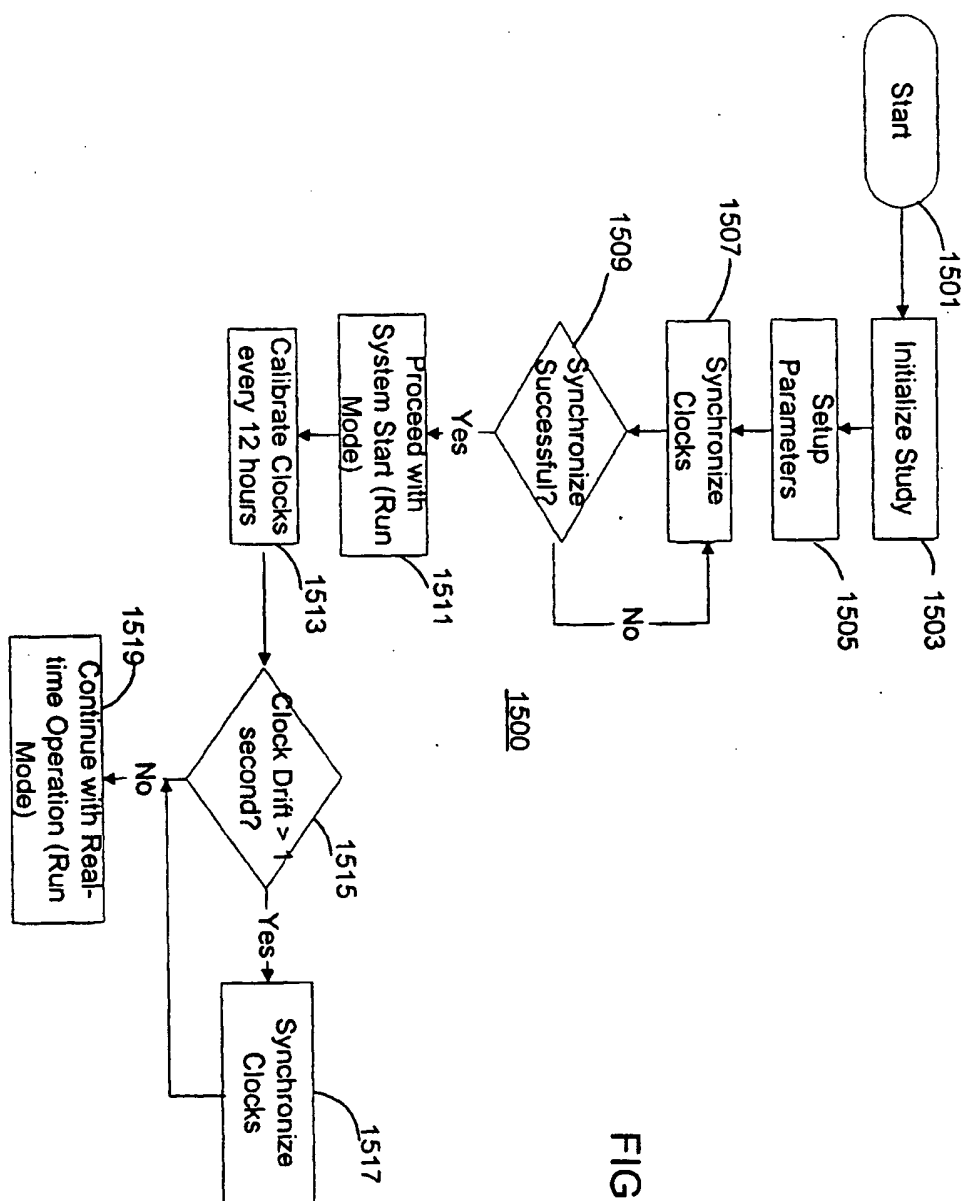 Start
1501
Initialize Study
1503
Setup
Parameters
1505
Synchronize
Clocks
1507
Synchronize
Successful?
1509
No
Yes
Proceed with
System Start (Run
Mode)
1511
Calibrate Clocks
every 12 hours
1513
Clock Drift > 1
second?
1515
Yes
Synchronize
Clocks
1517
No
Continue with Real-
time Operation (Run
Mode)
1519
1500
FIG